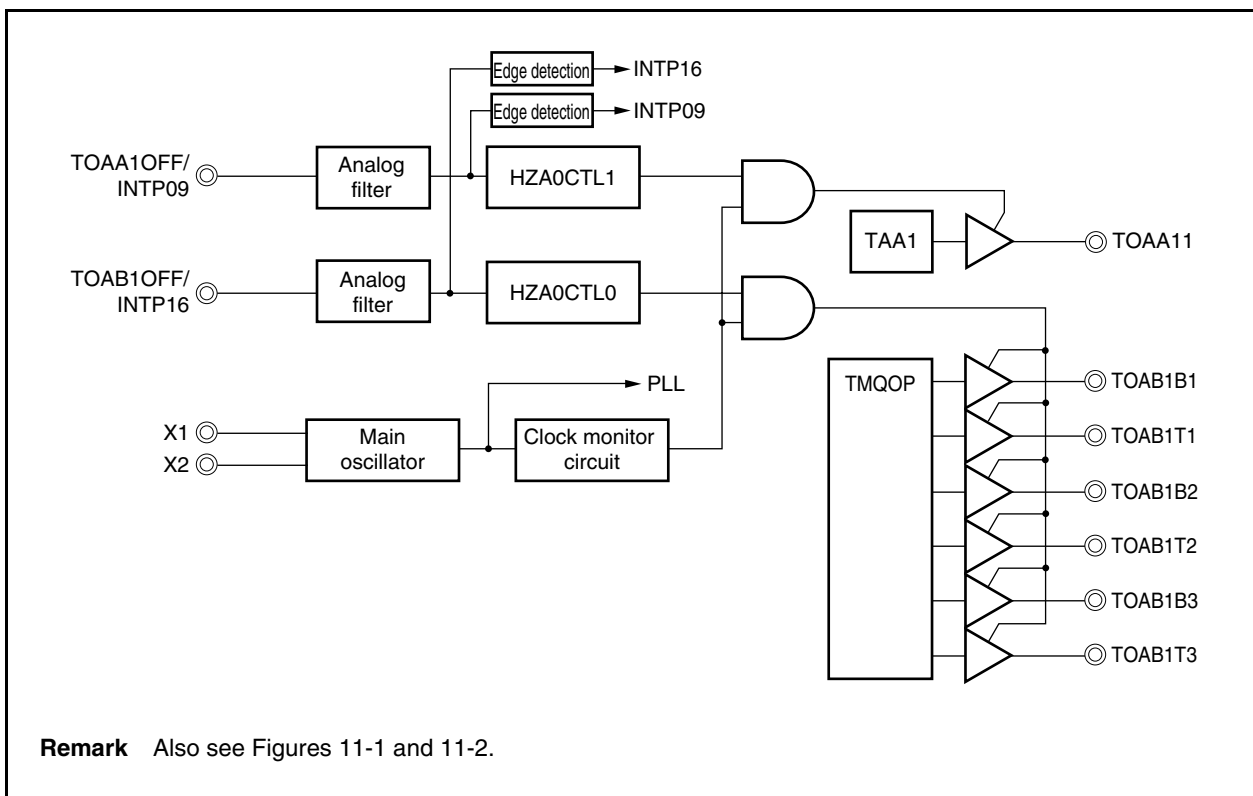 Edge detection
INTP16
Edge detection
INTP09
TOAA1OFF/
INTP09
Analog
filter
HZA0CTL1
TAA1
TOAA11
TOAB1OFF/
INTP16
Analog
filter
HZA0CTL0
PLL
X1
X2
Main
oscillator
Clock monitor
circuit
TMQOP
TOAB1B1
TOAB1T1
TOAB1B2
TOAB1T2
TOAB1B3
TOAB1T3
Remark Also see Figures 11-1 and 11-2.